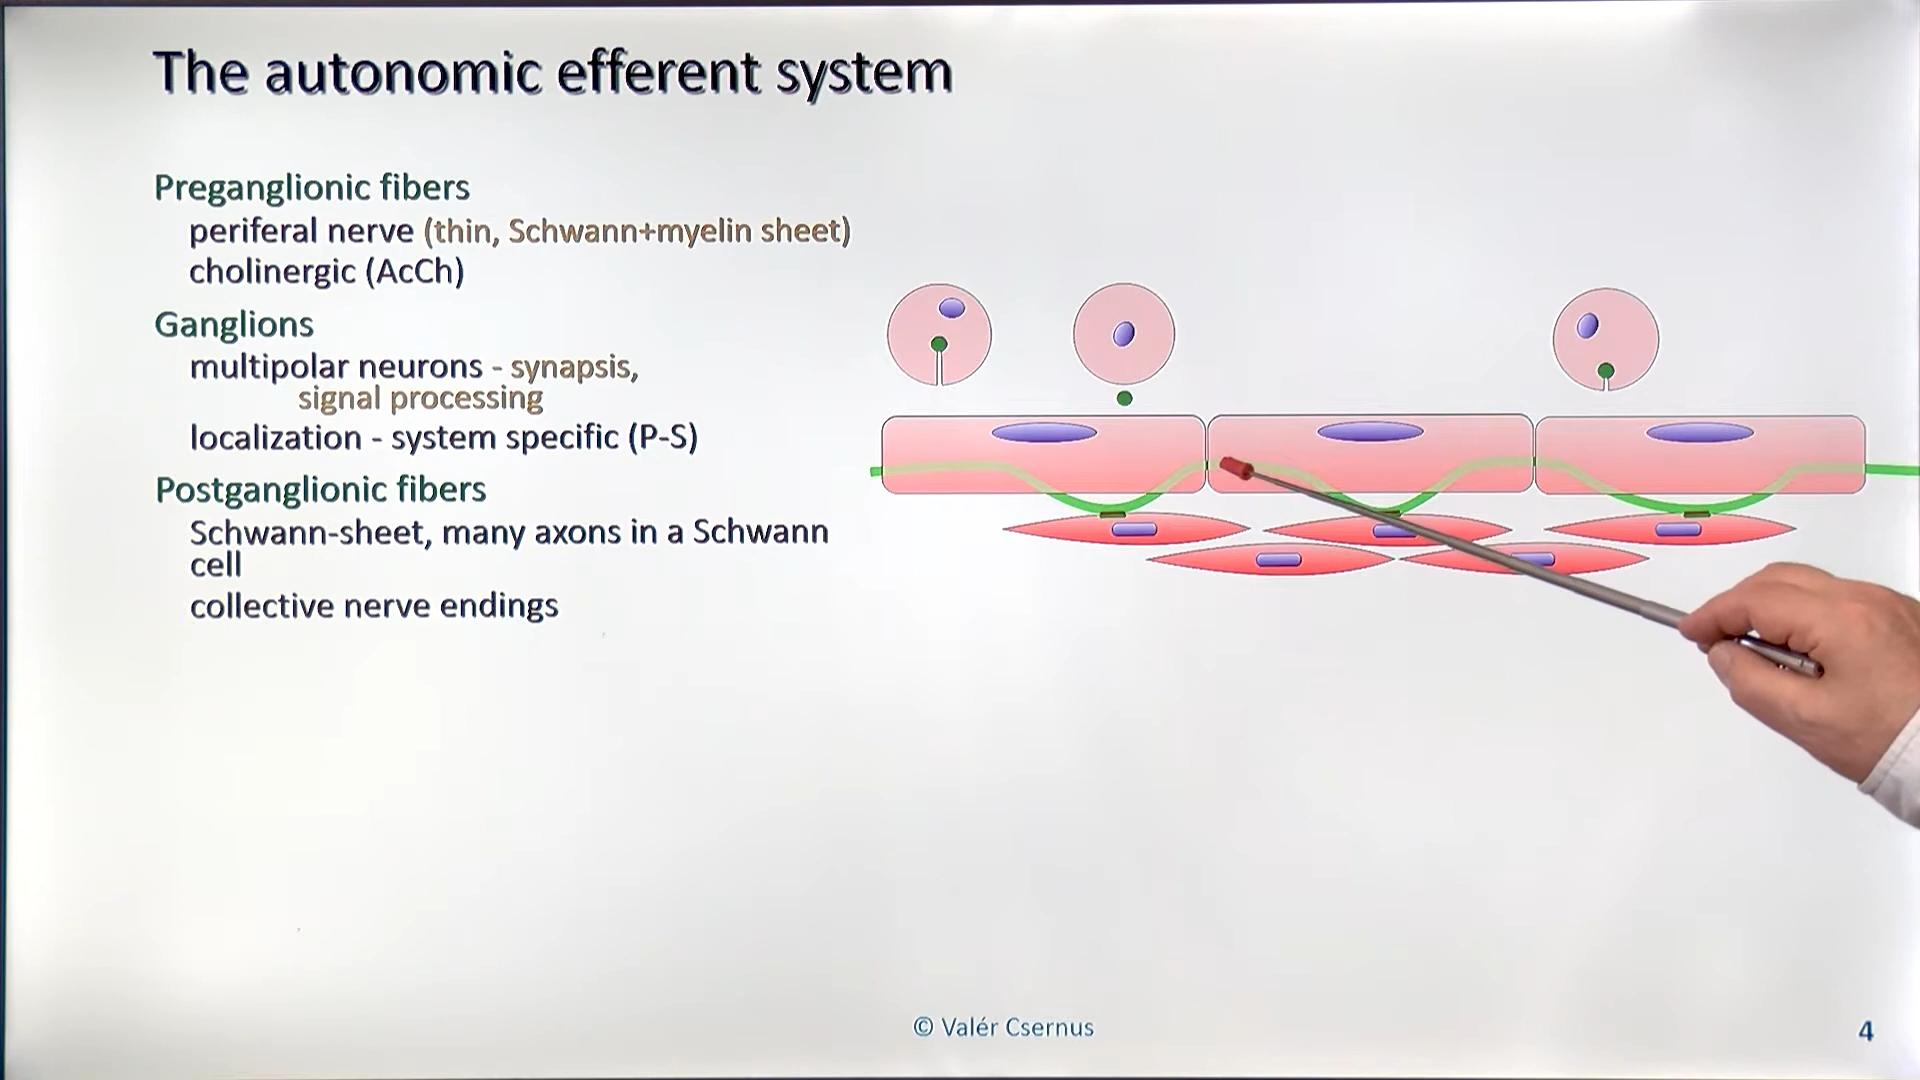 The autonomic efferent system
Preganglionic fibers
periferal nerve (thin, Schwann+myelin sheet)
cholinergic (AcCh)
Ganglions
multipolar neurons - synapsis,
signal processing
localization - system specific (P-S)
Postganglionic fibers
Schwann-sheet, many axons in a Schwann
cell
collective nerve endings
© Valér Csernus
4